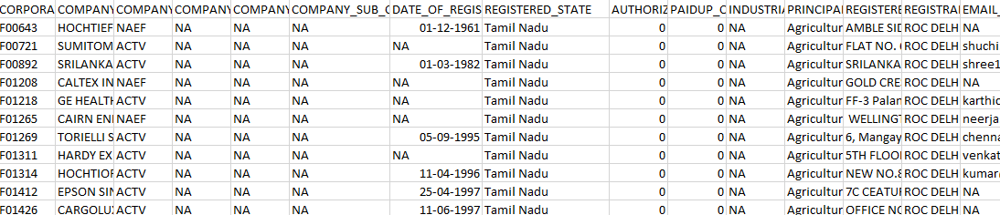 CORPORA COMPANY COMPANY COMPANY COMPANY COMPANY_SUB_C DATE_OF_REGIS REGISTERED_STATE AUTHORIZ PAIDUP_C INDUSTRIA PRINCIPAL REGISTERE REGISTRAI EMAIL_
F00643 HOCHTIEF NAEF NA NA NA 01-12-1961 Tamil Nadu 0 0 NA Agricultur AMBLE SID ROC DELH NA
F00721 SUMITOM ACTV NA NA NA NA Tamil Nadu 0 0 NA Agricultur FLAT NO. ROC DELH shuchi
F00892 SRILANKA ACTV NA NA NA 01-03-1982 Tamil Nadu 0 0 NA Agricultur SRILANKA ROC DELH shree1
F01208 CALTEX IN NAEF NA NA NA NA Tamil Nadu 0 0 NA Agricultur GOLD CRE ROC DELH NA
F01218 GE HEALTH ACTV NA NA NA NA Tamil Nadu 0 0 NA Agricultur FF-3 Palan ROC DELH karthic
F01265 CAIRN EN NAEF NA NA NA NA Tamil Nadu 0 0 NA Agricultur WELLINGT ROC DELH neerja
F01269 TORIELLI S ACTV NA NA NA 05-09-1995 Tamil Nadu 0 0 NA Agricultur 6, Mangay ROC DELH chenna
F01311 HARDY EX ACTV NA NA NA NA Tamil Nadu 0 0 NA Agricultur 5TH FLOO ROC DELH venkat
F01314 HOCHTIOF ACTV NA NA NA 11-04-1996 Tamil Nadu 0 0 NA Agricultur NEW NO.8 ROC DELH kumar
F01412 EPSON SIN ACTV NA NA NA 25-04-1997 Tamil Nadu 0 0 NA Agricultur 7C CEATU ROC DELH NA
F01426 CARGOLUX ACTV NA NA NA 11-06-1997 Tamil Nadu 0 0 NA Agricultur OFFICE NO ROC DELH NA